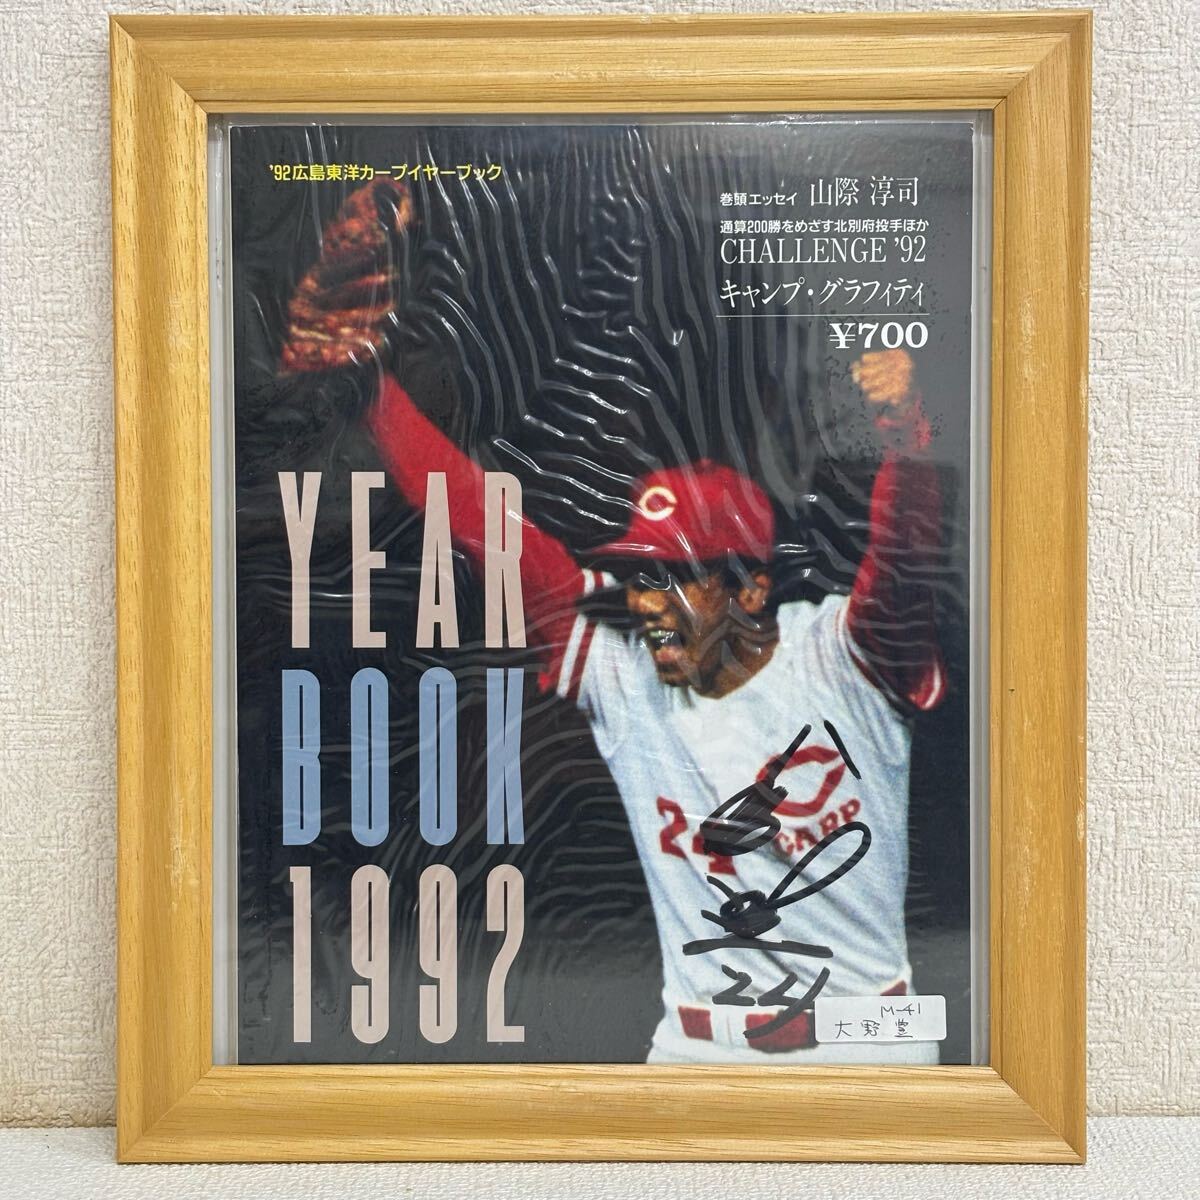 '92広島東洋カープイヤーブック
巻頭エッセイ 山際 淳司
通算200勝をめざす北別府投手ほか
CHALLENGE '92
キャンプ・グラフィティ
¥700
YEAR
BOOK
1992
C
24
CARP
24
M-41
大野豊